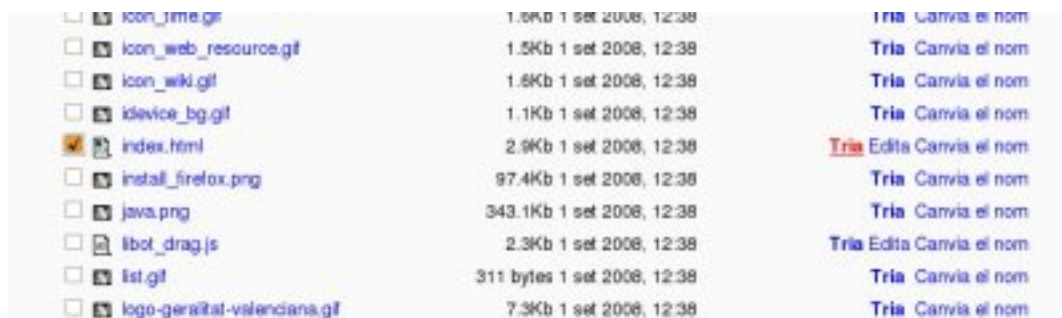 icon_time.gif 1.6Kb 1 set 2008, 12:38 Tria Canvia el nom
icon_web_resource.gif 1.5Kb 1 set 2008, 12:38 Tria Canvia el nom
icon_wiki.gif 1.6Kb 1 set 2008, 12:38 Tria Canvia el nom
idevice_bg.gif 1.1Kb 1 set 2008, 12:38 Tria Canvia el nom
index.html 2.9Kb 1 set 2008, 12:38 Tria Edita Canvia el nom
install_firefox.png 97.4Kb 1 set 2008, 12:38 Tria Canvia el nom
java.png 343.1Kb 1 set 2008, 12:38 Tria Canvia el nom
libot_drag.js 2.3Kb 1 set 2008, 12:38 Tria Edita Canvia el nom
list.gif 311 bytes 1 set 2008, 12:38 Tria Canvia el nom
logo-geralitat-valenciana.gif 7.3Kb 1 set 2008, 12:38 Tria Canvia el nom